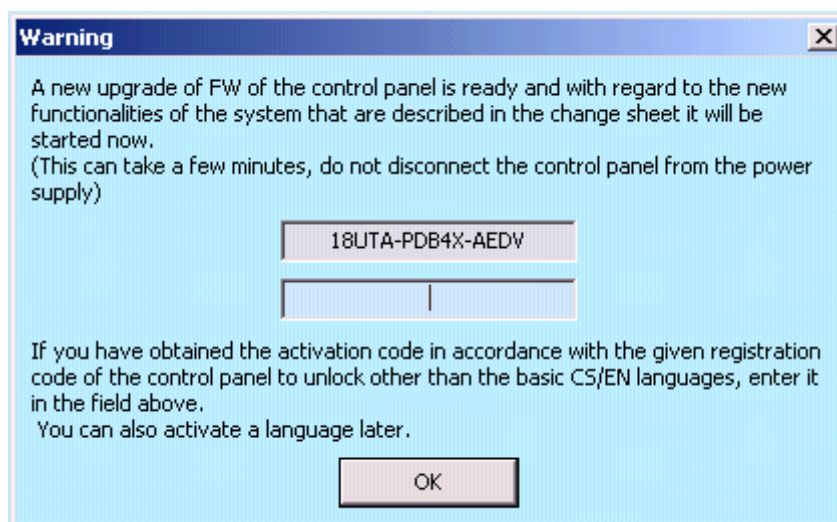 Warning
A new upgrade of FW of the control panel is ready and with regard to the new
functionalities of the system that are described in the change sheet it will be
started now.
(This can take a few minutes, do not disconnect the control panel from the power
supply)
18UTA-PDB4X-AEDV
If you have obtained the activation code in accordance with the given registration
code of the control panel to unlock other than the basic CS/EN languages, enter it
in the field above.
You can also activate a language later.
OK